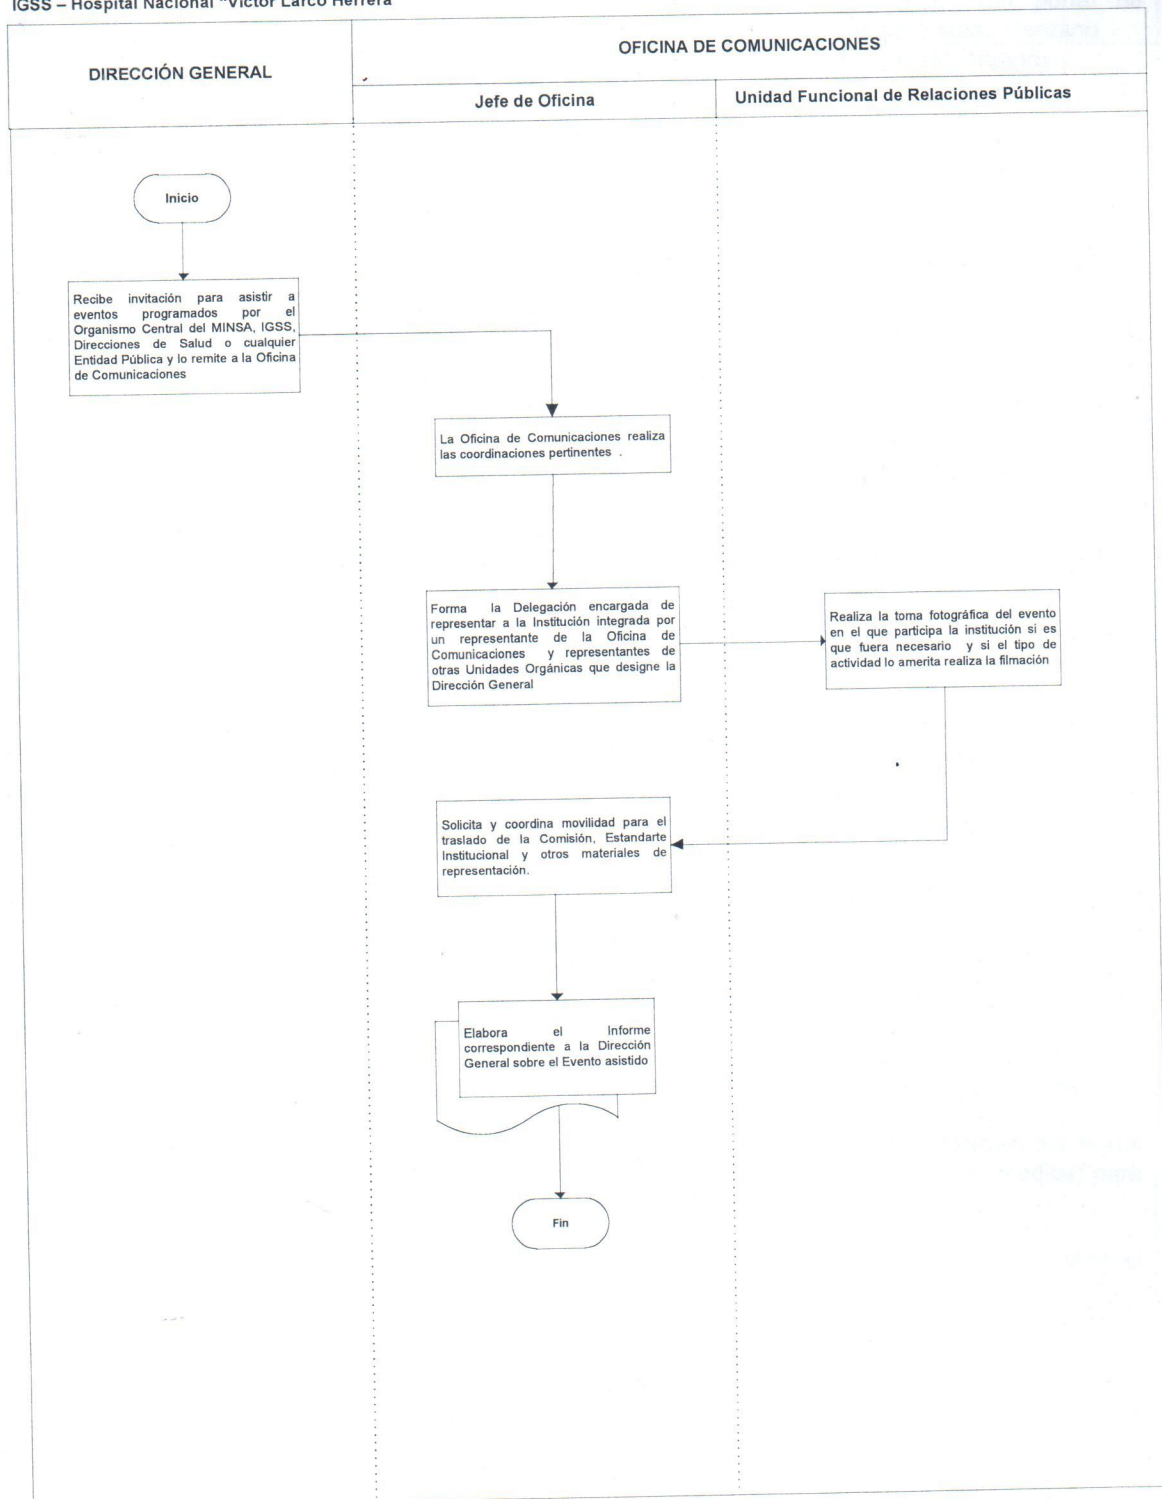 IGSS – Hospital Nacional "Víctor Larco Herrera"
DIRECCIÓN GENERAL
OFICINA DE COMUNICACIONES
Jefe de Oficina
Unidad Funcional de Relaciones Públicas
Inicio
Recibe invitación para asistir a
eventos programados por el
Organismo Central del MINSA, IGSS,
Direcciones de Salud o cualquier
Entidad Pública y lo remite a la Oficina
de Comunicaciones
La Oficina de Comunicaciones realiza
las coordinaciones pertinentes .
Forma la Delegación encargada de
representar a la Institución integrada por
un representante de la Oficina de
Comunicaciones y representantes de
otras Unidades Orgánicas que designe la
Dirección General
Realiza la toma fotográfica del evento
en el que participa la institución si es
que fuera necesario y si el tipo de
actividad lo amerita realiza la filmación
Solicita y coordina movilidad para el
traslado de la Comisión, Estandarte
Institucional y otros materiales de
representación.
Elabora el Informe
correspondiente a la Dirección
General sobre el Evento asistido
Fin